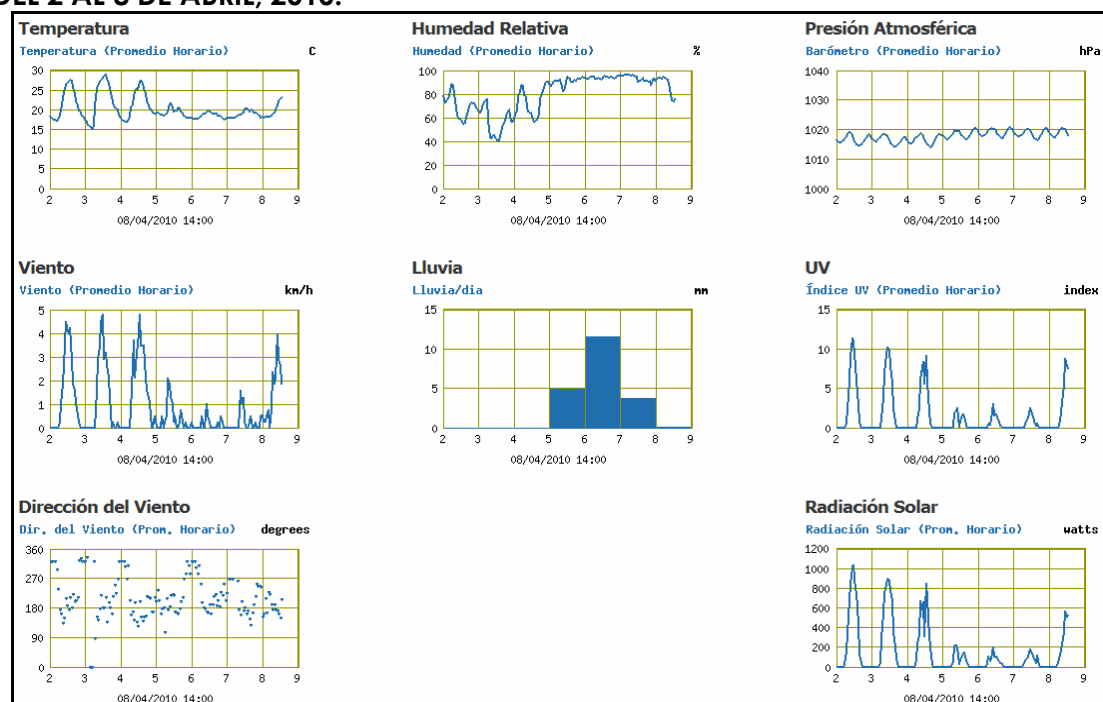 DEL 2 AL 8 DE ABRIL, 2010.
Temperatura
Temperatura (Promedio Horario) C
30
25
20
15
10
5
0
2 3 4 5 6 7 8 9
08/04/2010 14:00
Humedad Relativa
Humedad (Promedio Horario) %
100
80
60
40
20
0
2 3 4 5 6 7 8 9
08/04/2010 14:00
Presión Atmosférica
Barómetro (Promedio Horario) hPa
1040
1030
1020
1010
1000
2 3 4 5 6 7 8 9
08/04/2010 14:00
Viento
Viento (Promedio Horario) km/h
5
4
3
2
1
0
2 3 4 5 6 7 8 9
08/04/2010 14:00
Lluvia
Lluvia/dia mm
15
10
5
0
2 3 4 5 6 7 8 9
08/04/2010 14:00
UV
Índice UV (Promedio Horario) index
15
10
5
0
2 3 4 5 6 7 8 9
08/04/2010 14:00
Dirección del Viento
Dir. del Viento (Prom. Horario) degrees
360
270
180
90
0
2 3 4 5 6 7 8 9
08/04/2010 14:00
Radiación Solar
Radiación Solar (Prom. Horario) watts
1200
1000
800
600
400
200
0
2 3 4 5 6 7 8 9
08/04/2010 14:00